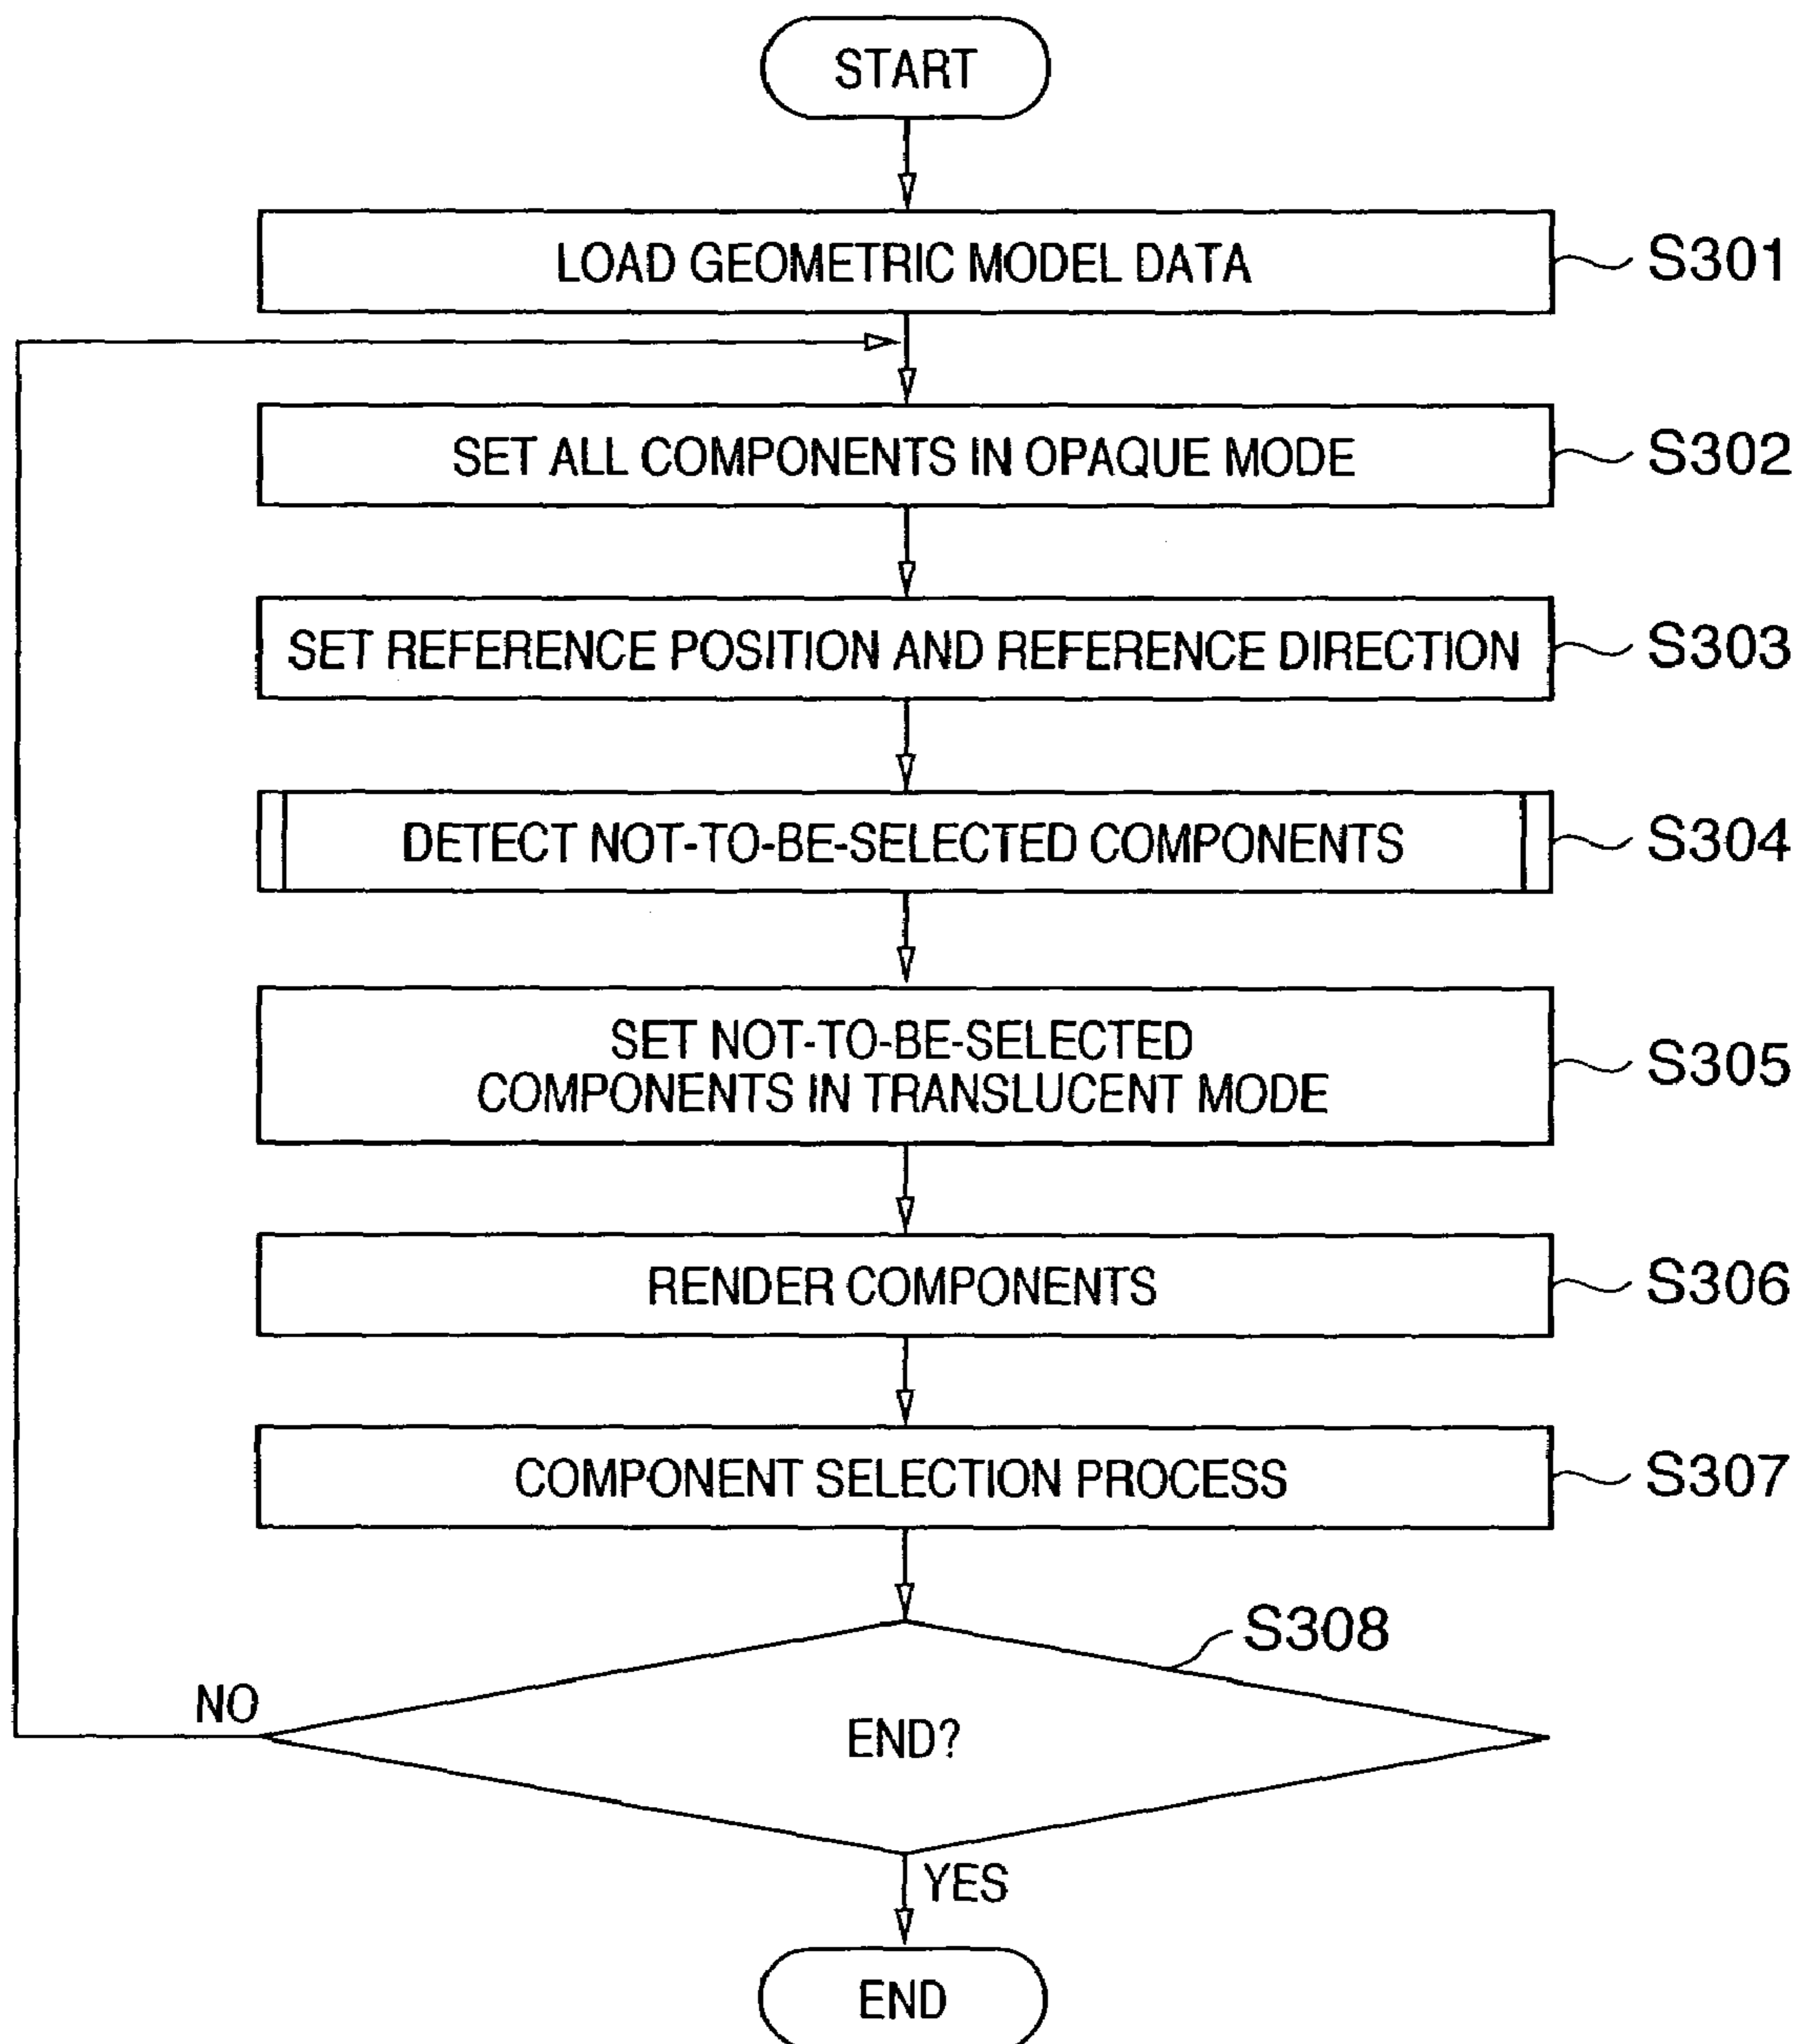 START
LOAD GEOMETRIC MODEL DATA
S301
SET ALL COMPONENTS IN OPAQUE MODE
S302
SET REFERENCE POSITION AND REFERENCE DIRECTION
S303
DETECT NOT-TO-BE-SELECTED COMPONENTS
S304
SET NOT-TO-BE-SELECTED
COMPONENTS IN TRANSLUCENT MODE
S305
RENDER COMPONENTS
S306
COMPONENT SELECTION PROCESS
S307
S308
NO
END?
YES
END